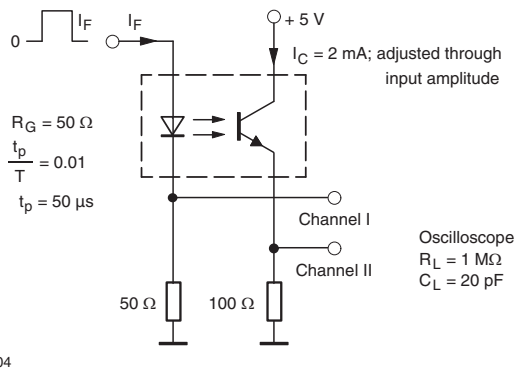 0
I_F
I_F
+ 5 V
I_C = 2 mA; adjusted through
input amplitude
R_G = 50 Ω
t_p
T
= 0.01
t_p = 50 μs
Channel I
Channel II
Oscilloscope
R_L = 1 MΩ
C_L = 20 pF
50 Ω
100 Ω
04